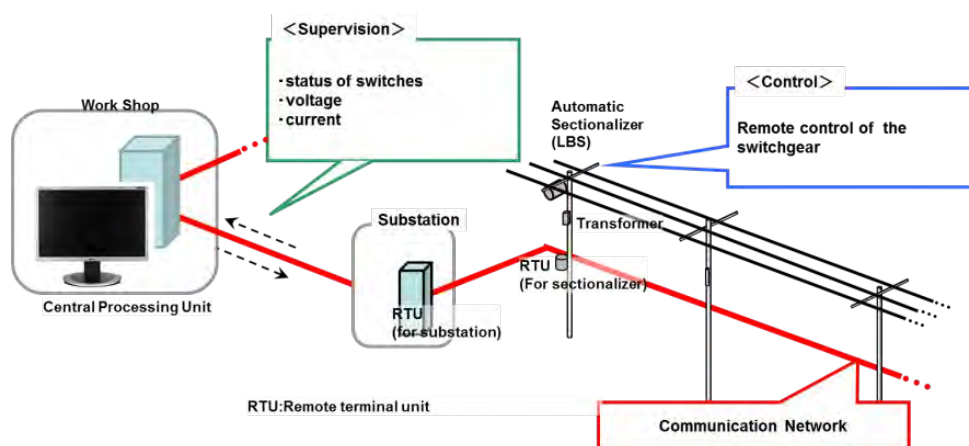 ＜Supervision＞
・status of switches
・voltage
・current
Work Shop
Central Processing Unit
Substation
RTU
(for substation)
Automatic
Sectionalizer
(LBS)
＜Control＞
Remote control of the
switchgear
Transformer
RTU
(For sectionalizer)
RTU:Remote terminal unit
Communication Network